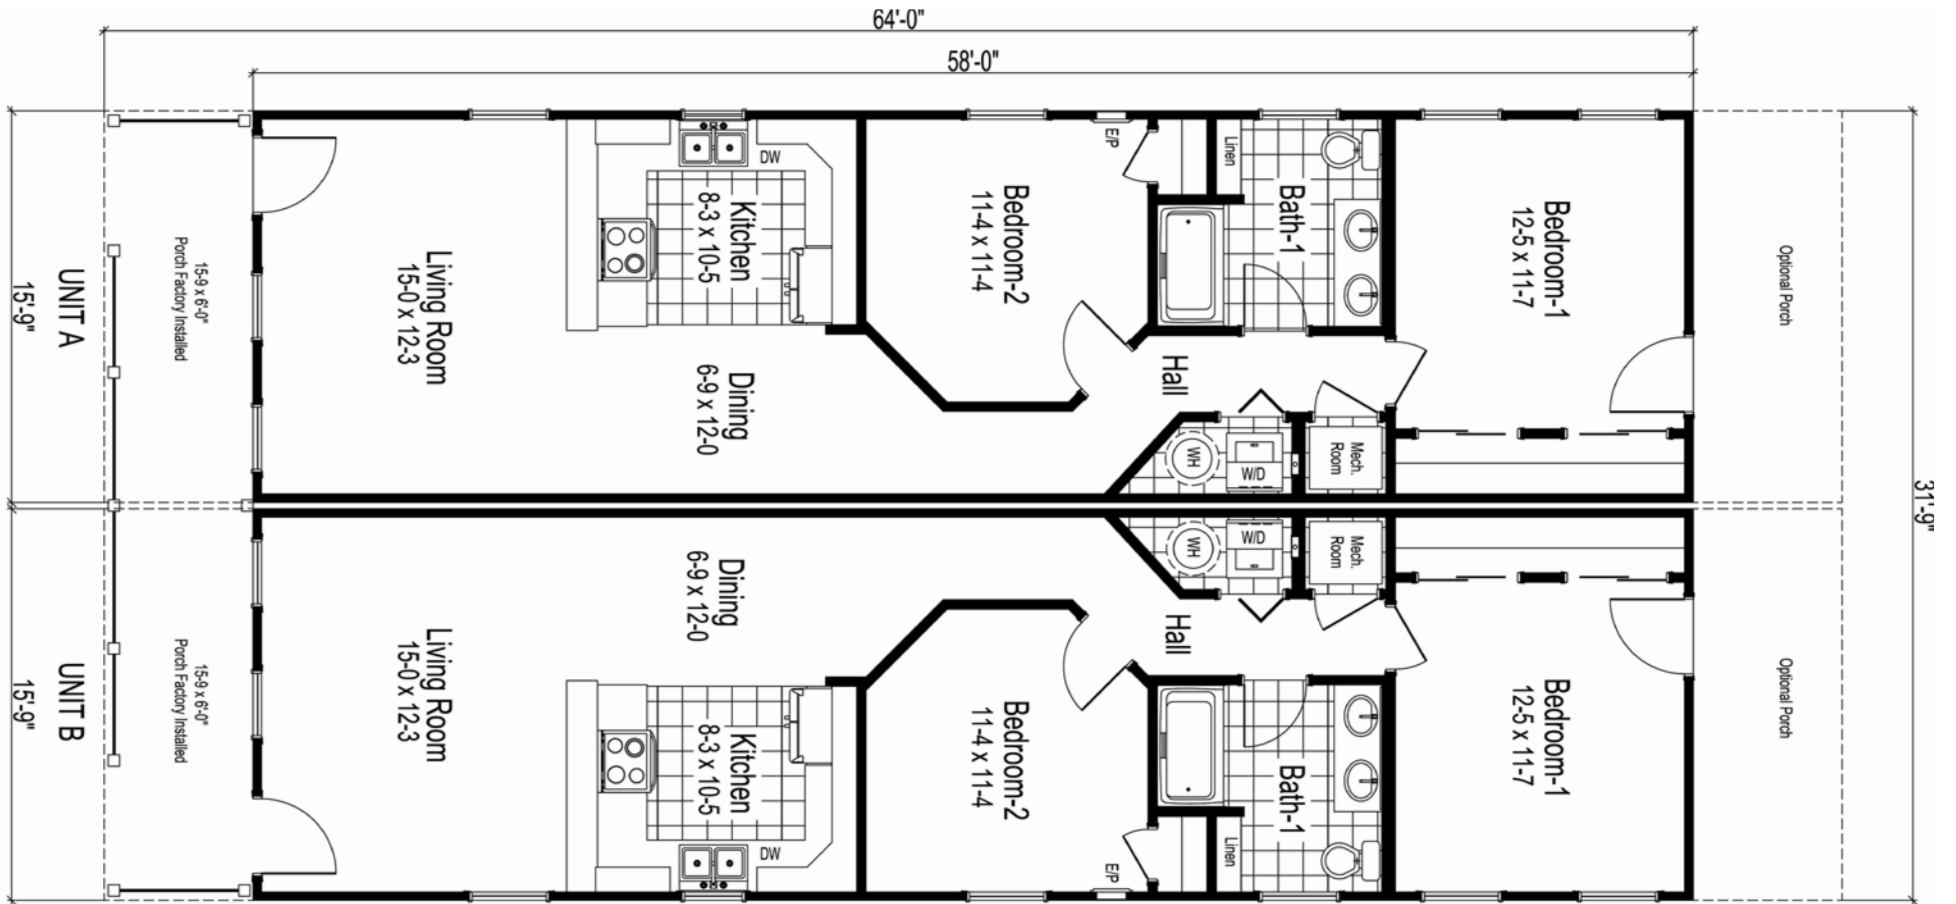 64'-0"
58'-0"
UNIT A
15'-9"
15-9 x 6'-0"
Porch Factory Installed
Living Room
15-0 x 12-3
Kitchen
8-3 x 10-5
DW
Dining
6-9 x 12-0
Bedroom-2
11-4 x 11-4
E/P
Linen
Bath-1
Hall
WH
W/D
Mech.
Room
Bedroom-1
12-5 x 11-7
Optional Porch
31'-9"
UNIT B
15'-9"
15-9 x 6'-0"
Porch Factory Installed
Living Room
15-0 x 12-3
Dining
6-9 x 12-0
Kitchen
8-3 x 10-5
DW
Bedroom-2
11-4 x 11-4
E/P
WH
W/D
Mech.
Room
Hall
Bath-1
Linen
Bedroom-1
12-5 x 11-7
Optional Porch